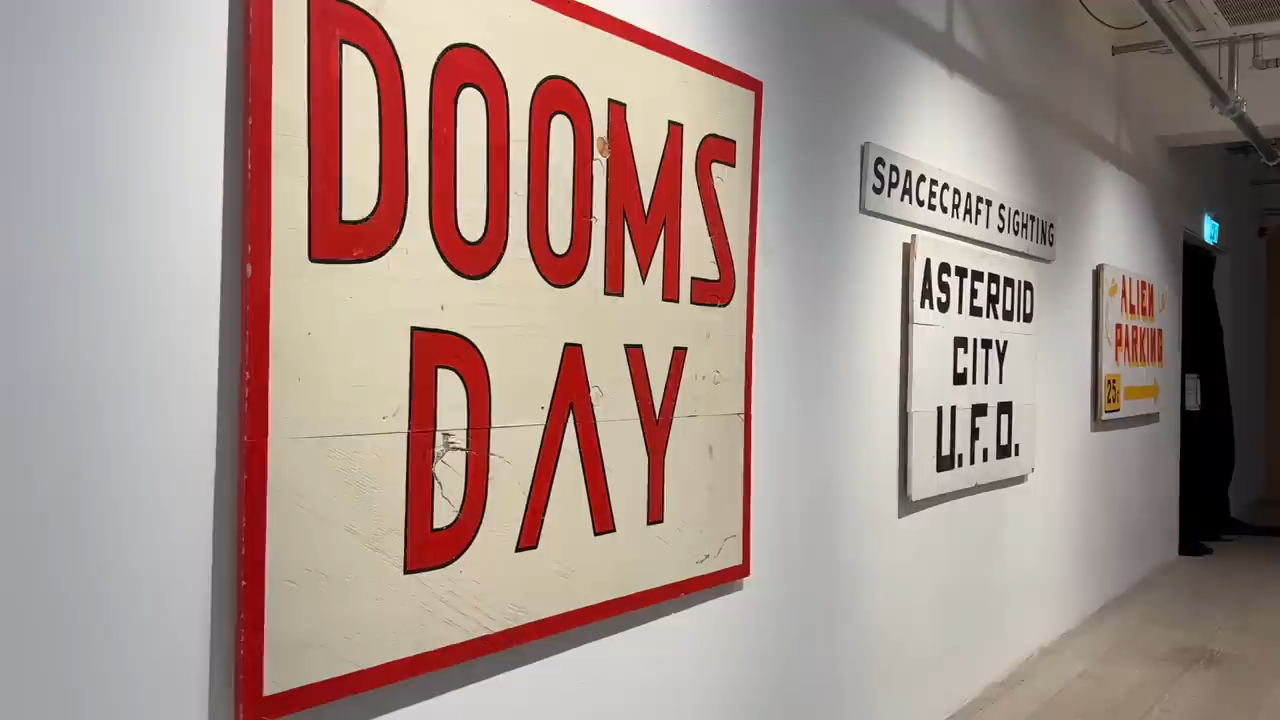 DOOMS
DAY
SPACECRAFT SIGHTING
ASTEROID
CITY
U.F.O.
ALIEN
PARKING
25¢